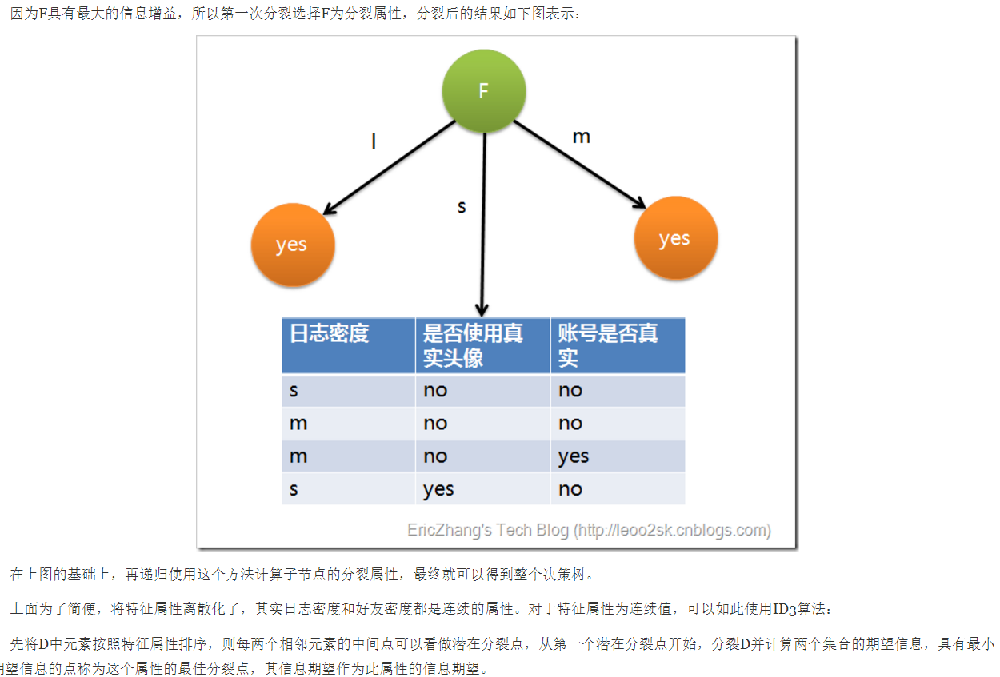 因为F具有最大的信息增益，所以第一次分裂选择F为分裂属性，分裂后的结果如下图表示：
F
l
m
s
yes
yes
日志密度 是否使用真实头像 账号是否真实
s no no
m no no
m no yes
s yes no
EricZhang's Tech Blog (http://leoo2sk.cnblogs.com)
在上图的基础上，再递归使用这个方法计算子节点的分裂属性，最终就可以得到整个决策树。
上面为了简便，将特征属性离散化了，其实日志密度和好友密度都是连续的属性。对于特征属性为连续值，可以如此使用ID3算法：
先将D中元素按照特征属性排序，则每两个相邻元素的中间点可以看做潜在分裂点，从第一个潜在分裂点开始，分裂D并计算两个集合的期望信息，具有最小
期望信息的点称为这个属性的最佳分裂点，其信息期望作为此属性的信息期望。